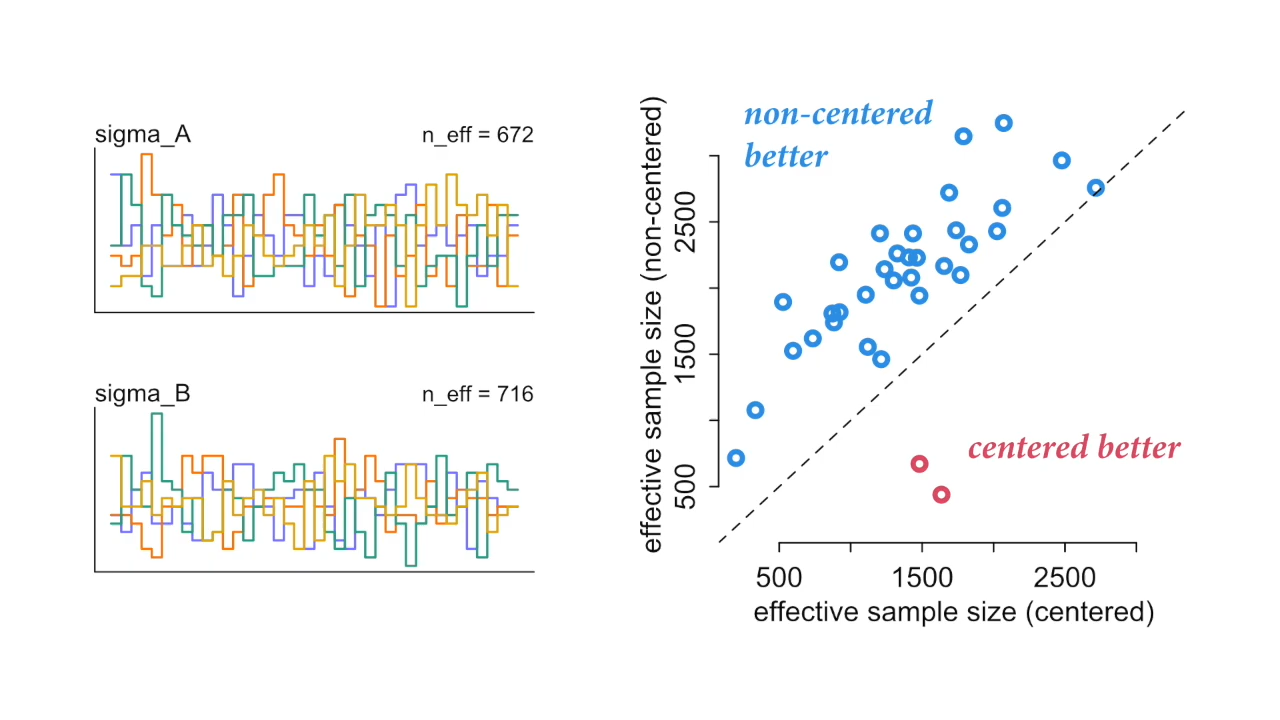 sigma_A
n_eff = 672
sigma_B
n_eff = 716
non-centered
better
centered better
effective sample size (non-centered)
2500
1500
500
500
1500
2500
effective sample size (centered)